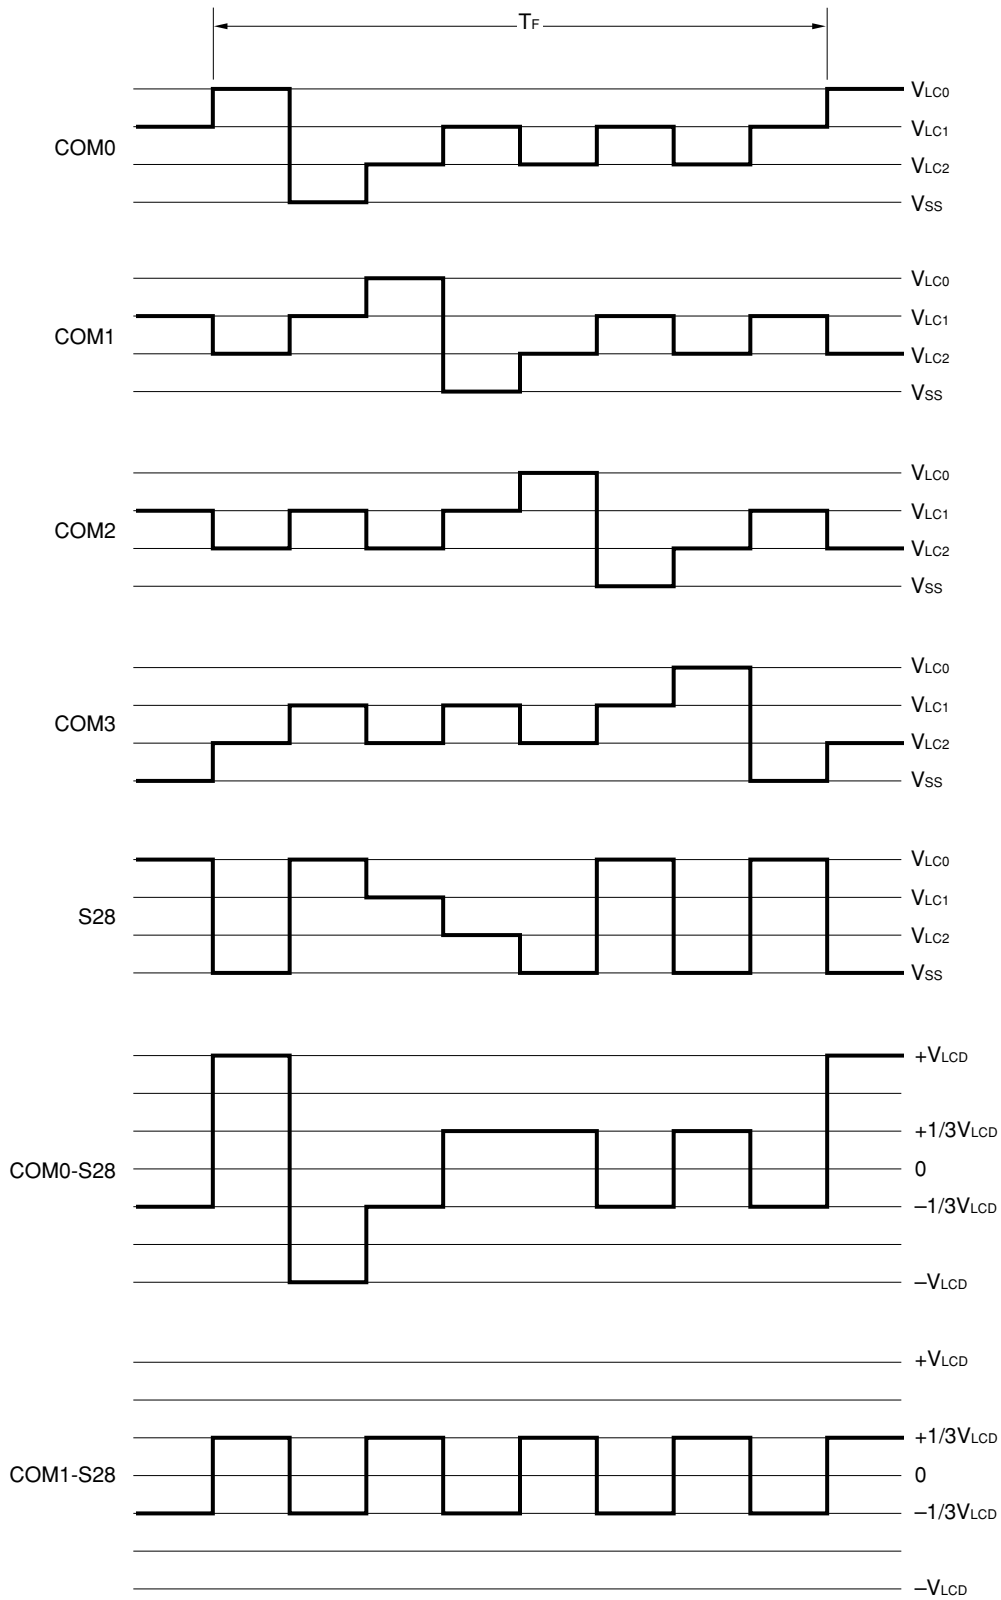 TF
COM0
VLC0
VLC1
VLC2
VSS
COM1
VLC0
VLC1
VLC2
VSS
COM2
VLC0
VLC1
VLC2
VSS
COM3
VLC0
VLC1
VLC2
VSS
S28
VLC0
VLC1
VLC2
VSS
COM0-S28
+VLCD
+1/3VLCD
0
–1/3VLCD
–VLCD
COM1-S28
+VLCD
+1/3VLCD
0
–1/3VLCD
–VLCD